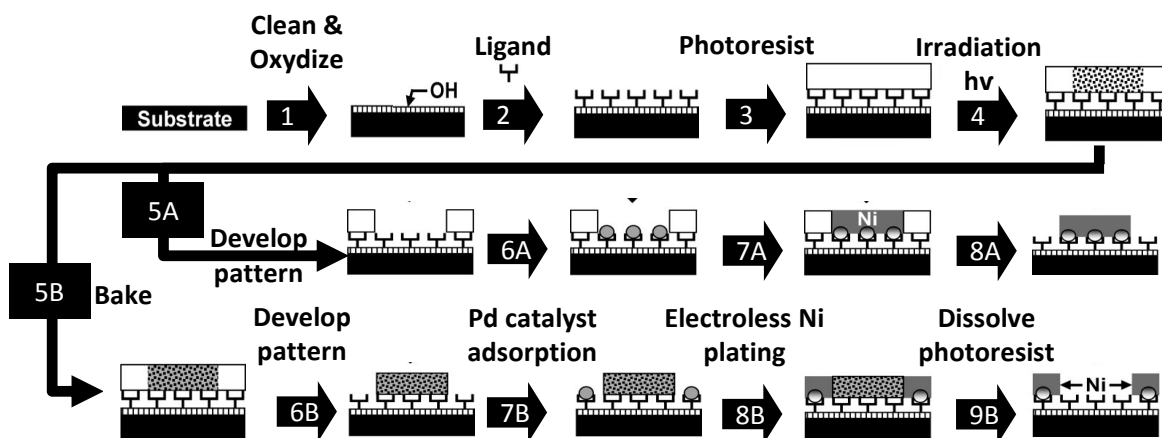 Clean &
Oxydize
Ligand
Photoresist
Irradiation
hv
OH
Substrate
1
2
3
4
5A
Develop
pattern
6A
Ni
7A
8A
5B
Bake
Develop
pattern
Pd catalyst
adsorption
Electroless Ni
plating
Dissolve
photoresist
6B
7B
8B
9B
Ni